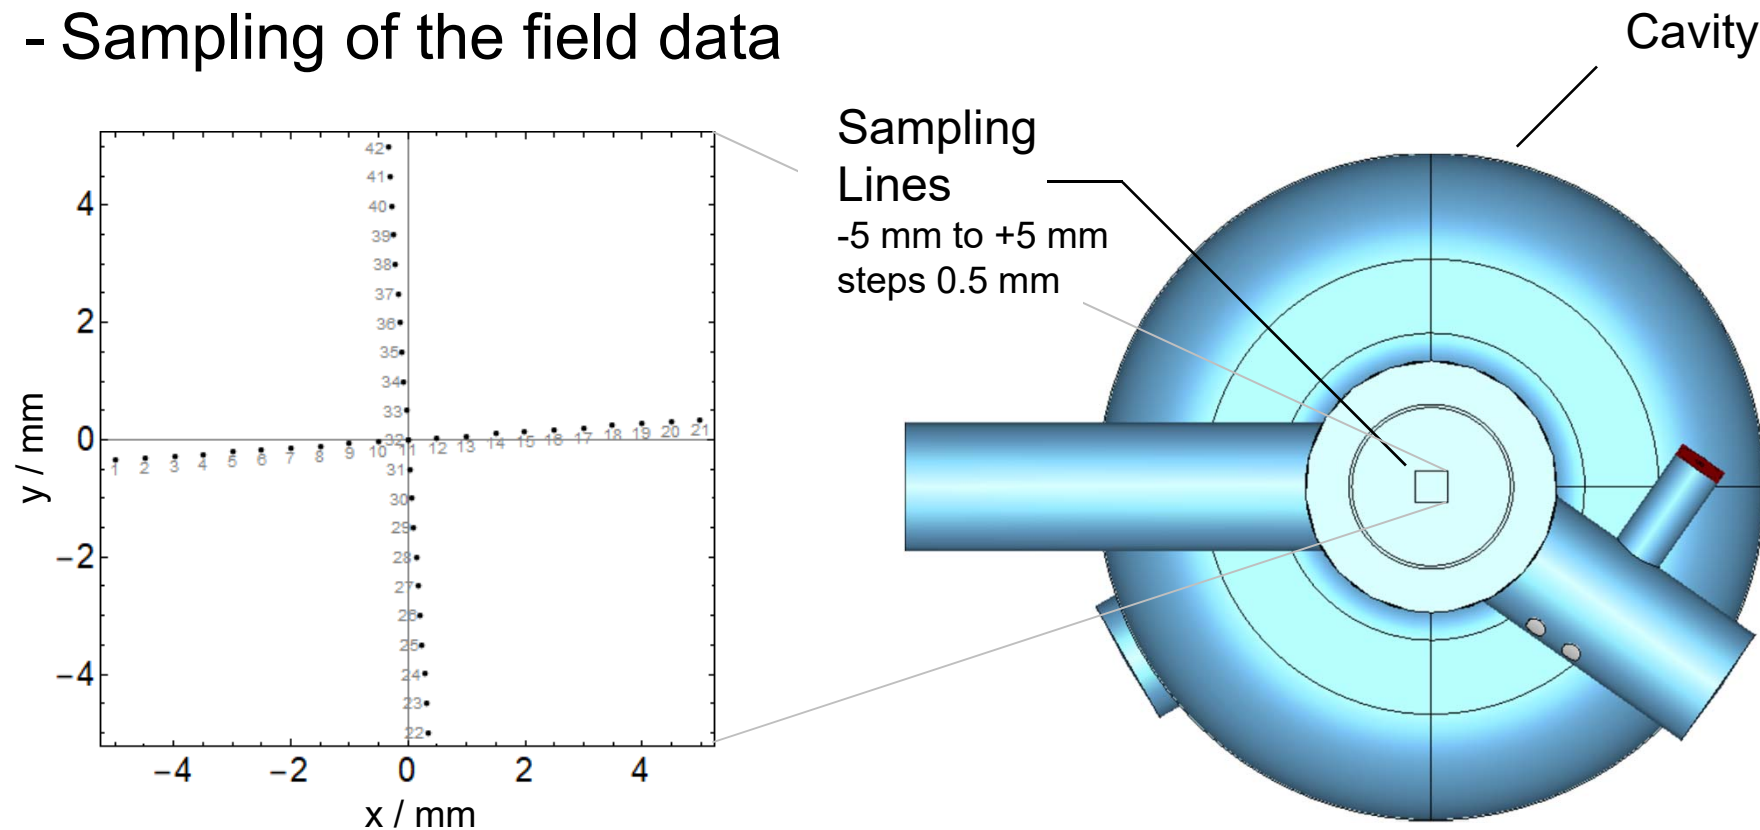 - Sampling of the field data
Cavity
Sampling
Lines
-5 mm to +5 mm
steps 0.5 mm
42
41
40
39
38
37
36
35
34
33
32
31
30
29
28
27
26
25
24
23
22
1 2 3 4 5 6 7 8 9 10 11 12 13 14 15 16 17 18 19 20 21
4
2
0
−2
−4
y / mm
−4 −2 0 2 4
x / mm